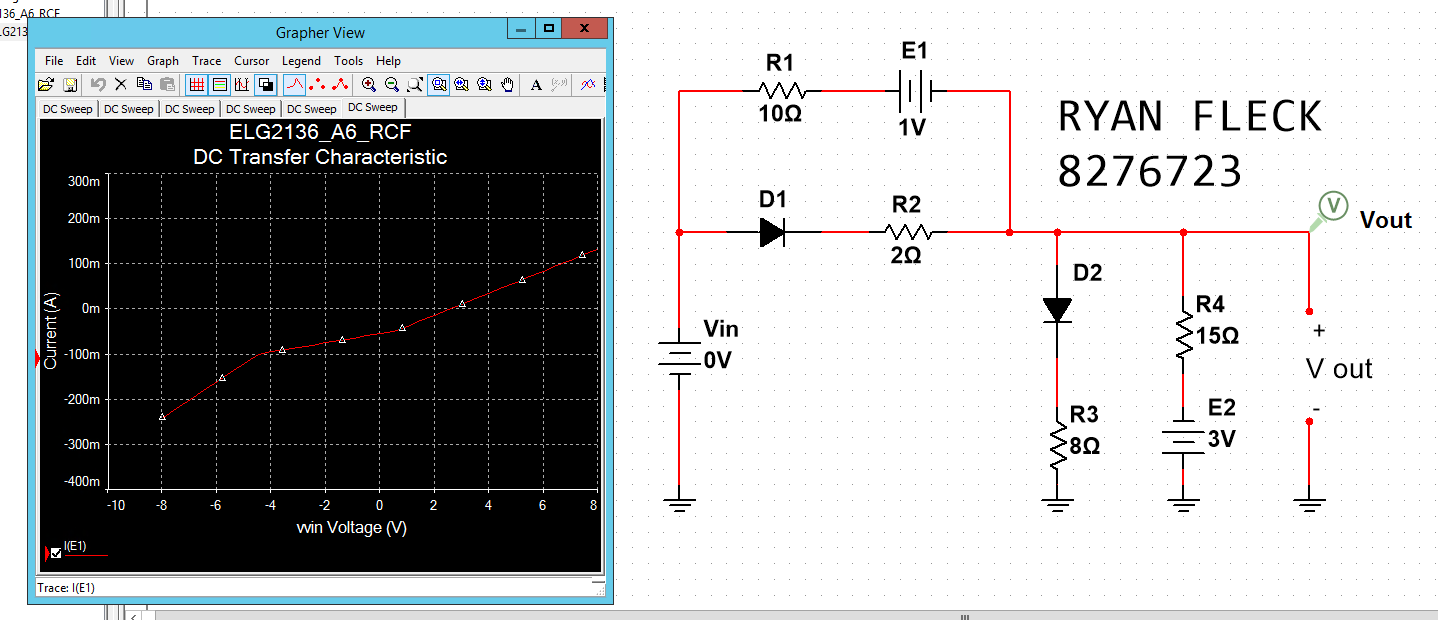 136_A6_RCF
LG213
Grapher View
File Edit View Graph Trace Cursor Legend Tools Help
A
DC Sweep DC Sweep DC Sweep DC Sweep DC Sweep DC Sweep
ELG2136_A6_RCF
DC Transfer Characteristic
Current (A)
300m
200m
100m
0m
-100m
-200m
-300m
-400m
-10 -8 -6 -4 -2 0 2 4 6 8
vvin Voltage (V)
I(E1)
Trace: I(E1)
R1
10Ω
E1
1V
RYAN FLECK
8276723
D1
R2
2Ω
V
Vout
Vin
0V
D2
R3
8Ω
R4
15Ω
E2
3V
+
V out
-